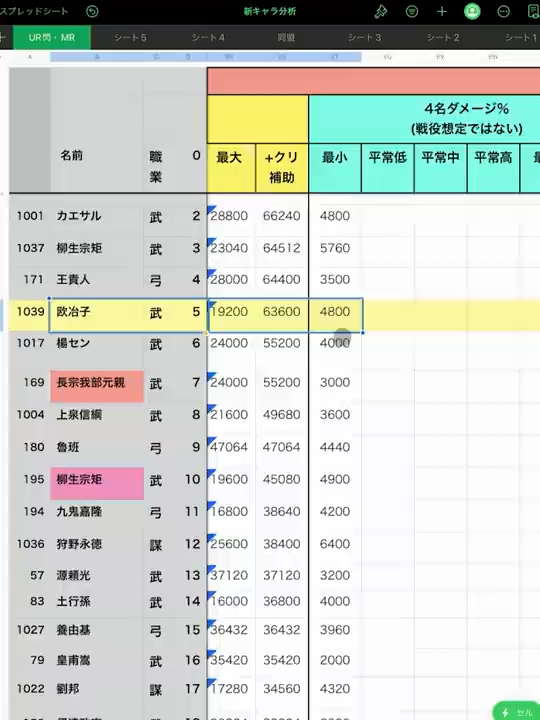 スプレッドシート 新キャラ分析
UR閃・MR シート5 シート4 同盟 シート3 シート2 シート1
4名ダメージ%
(戦役想定ではない)
名前 職業 0 最大 +クリ補助 最小 平常低 平常中 平常高
1001 カエサル 武 2 28800 66240 4800
1037 柳生宗矩 武 3 23040 64512 5760
171 王貴人 弓 4 28000 64400 3500
1039 欧冶子 武 5 19200 63600 4800
1017 楊セン 武 6 24000 55200 4000
169 長宗我部元親 武 7 24000 55200 3000
1004 上泉信綱 武 8 21600 49680 3600
180 魯班 弓 9 47064 47064 4440
195 柳生宗矩 武 10 19600 45080 4900
194 九鬼嘉隆 弓 11 16800 38640 4200
1036 狩野永徳 謀 12 25600 38400 6400
57 源頼光 武 13 37120 37120 3200
83 土行孫 武 14 16000 36800 4000
1027 養由基 弓 15 36432 36432 3960
79 皇甫嵩 武 16 35420 35420 2000
1022 劉邦 謀 17 17280 34560 4320
セル